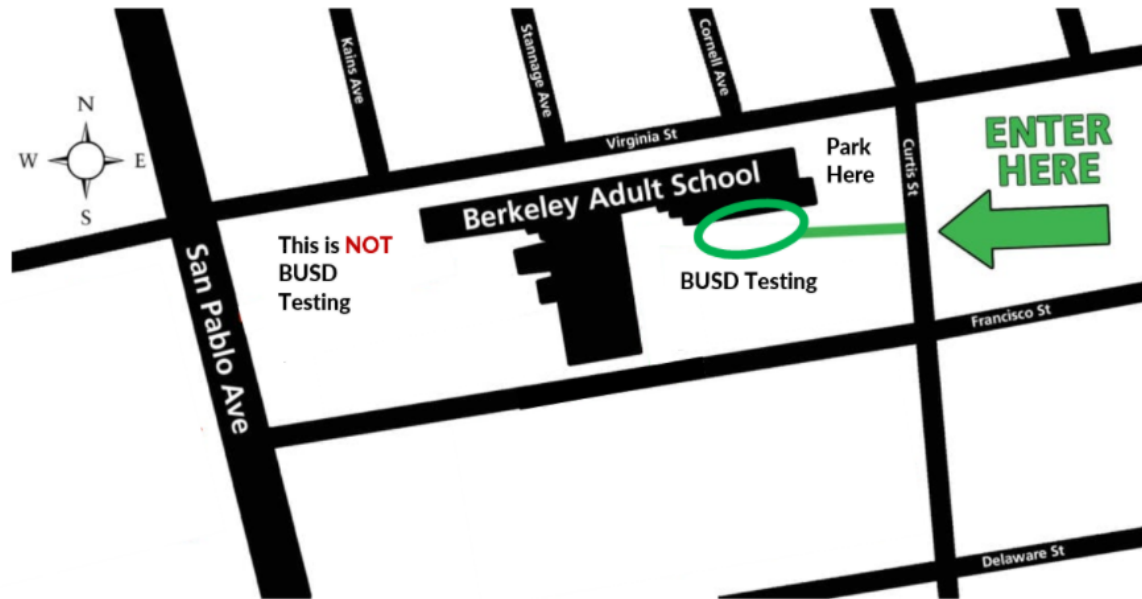 Kains Ave
Stannage Ave
Cornell Ave
N
W
E
S
Virginia St
Curtis St
Park
Here
ENTER
HERE
Berkeley Adult School
This is NOT
BUSD
Testing
BUSD Testing
San Pablo Ave
Francisco St
Delaware St